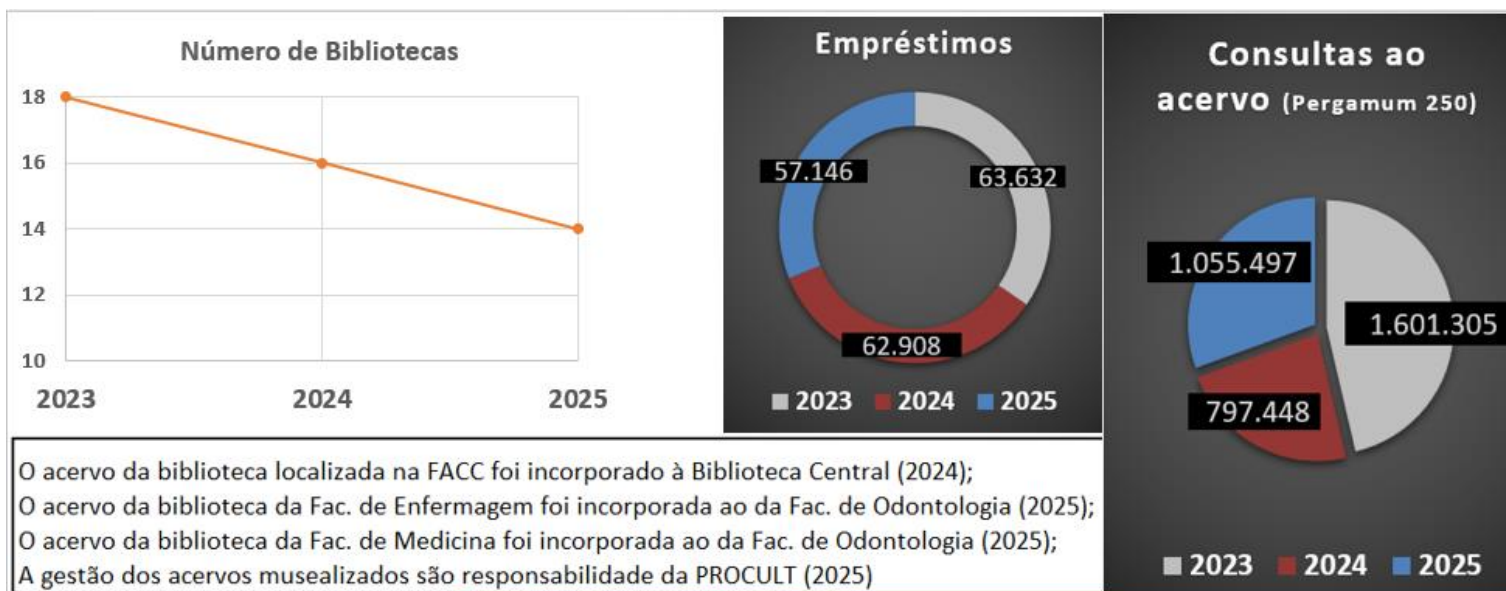 Número de Bibliotecas
18
16
14
12
10
2023 2024 2025
Empréstimos
57.146
63.632
62.908
2023 2024 2025
Consultas ao
acervo (Pergamum 250)
1.055.497
1.601.305
797.448
2023 2024 2025
O acervo da biblioteca localizada na FACC foi incorporado à Biblioteca Central (2024);
O acervo da biblioteca da Fac. de Enfermagem foi incorporada ao da Fac. de Odontologia (2025);
O acervo da biblioteca da Fac. de Medicina foi incorporada ao da Fac. de Odontologia (2025);
A gestão dos acervos musealizados são responsabilidade da PROCULT (2025)